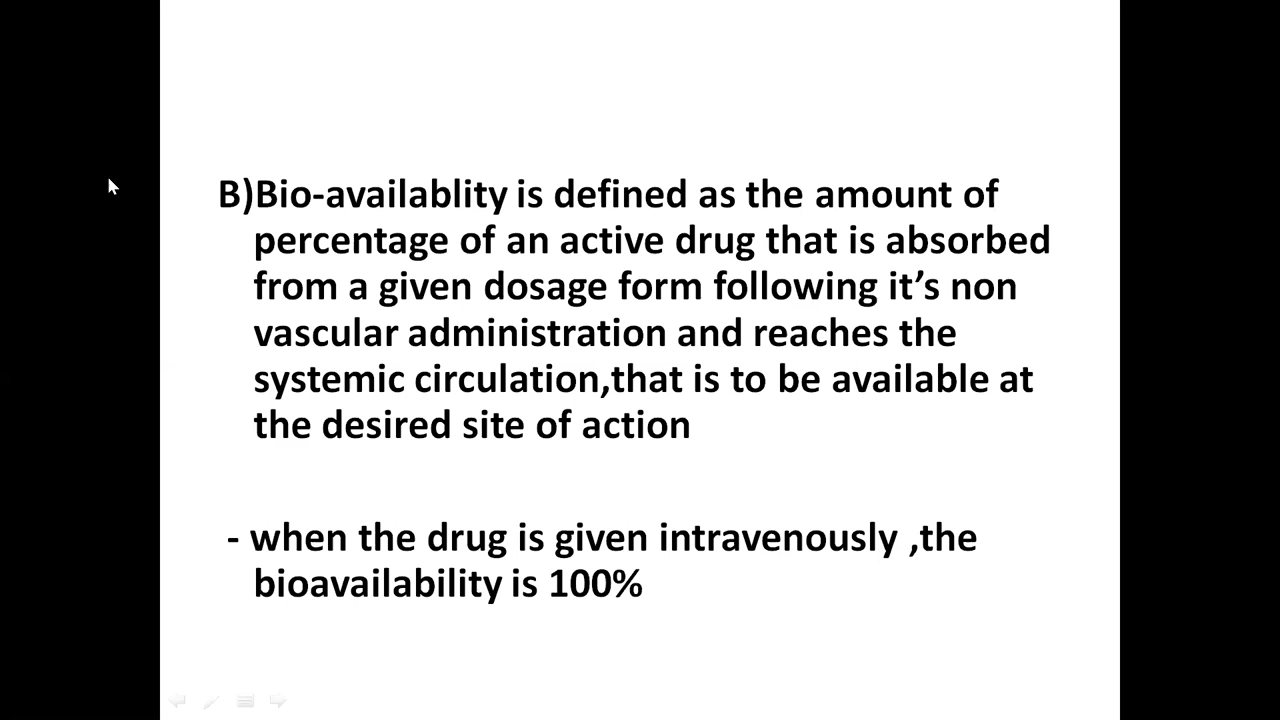 B)Bio-availablity is defined as the amount of
percentage of an active drug that is absorbed
from a given dosage form following it’s non
vascular administration and reaches the
systemic circulation,that is to be available at
the desired site of action
- when the drug is given intravenously ,the
bioavailability is 100%